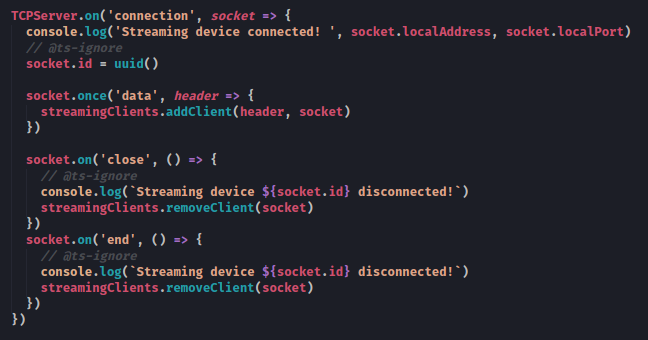 TCPServer.on('connection', socket => {
  console.log('Streaming device connected! ', socket.localAddress, socket.localPort)
  // @ts-ignore
  socket.id = uuid()

  socket.once('data', header => {
    streamingClients.addClient(header, socket)
  })

  socket.on('close', () => {
    // @ts-ignore
    console.log(`Streaming device ${socket.id} disconnected!`)
    streamingClients.removeClient(socket)
  })
  socket.on('end', () => {
    // @ts-ignore
    console.log(`Streaming device ${socket.id} disconnected!`)
    streamingClients.removeClient(socket)
  })
})